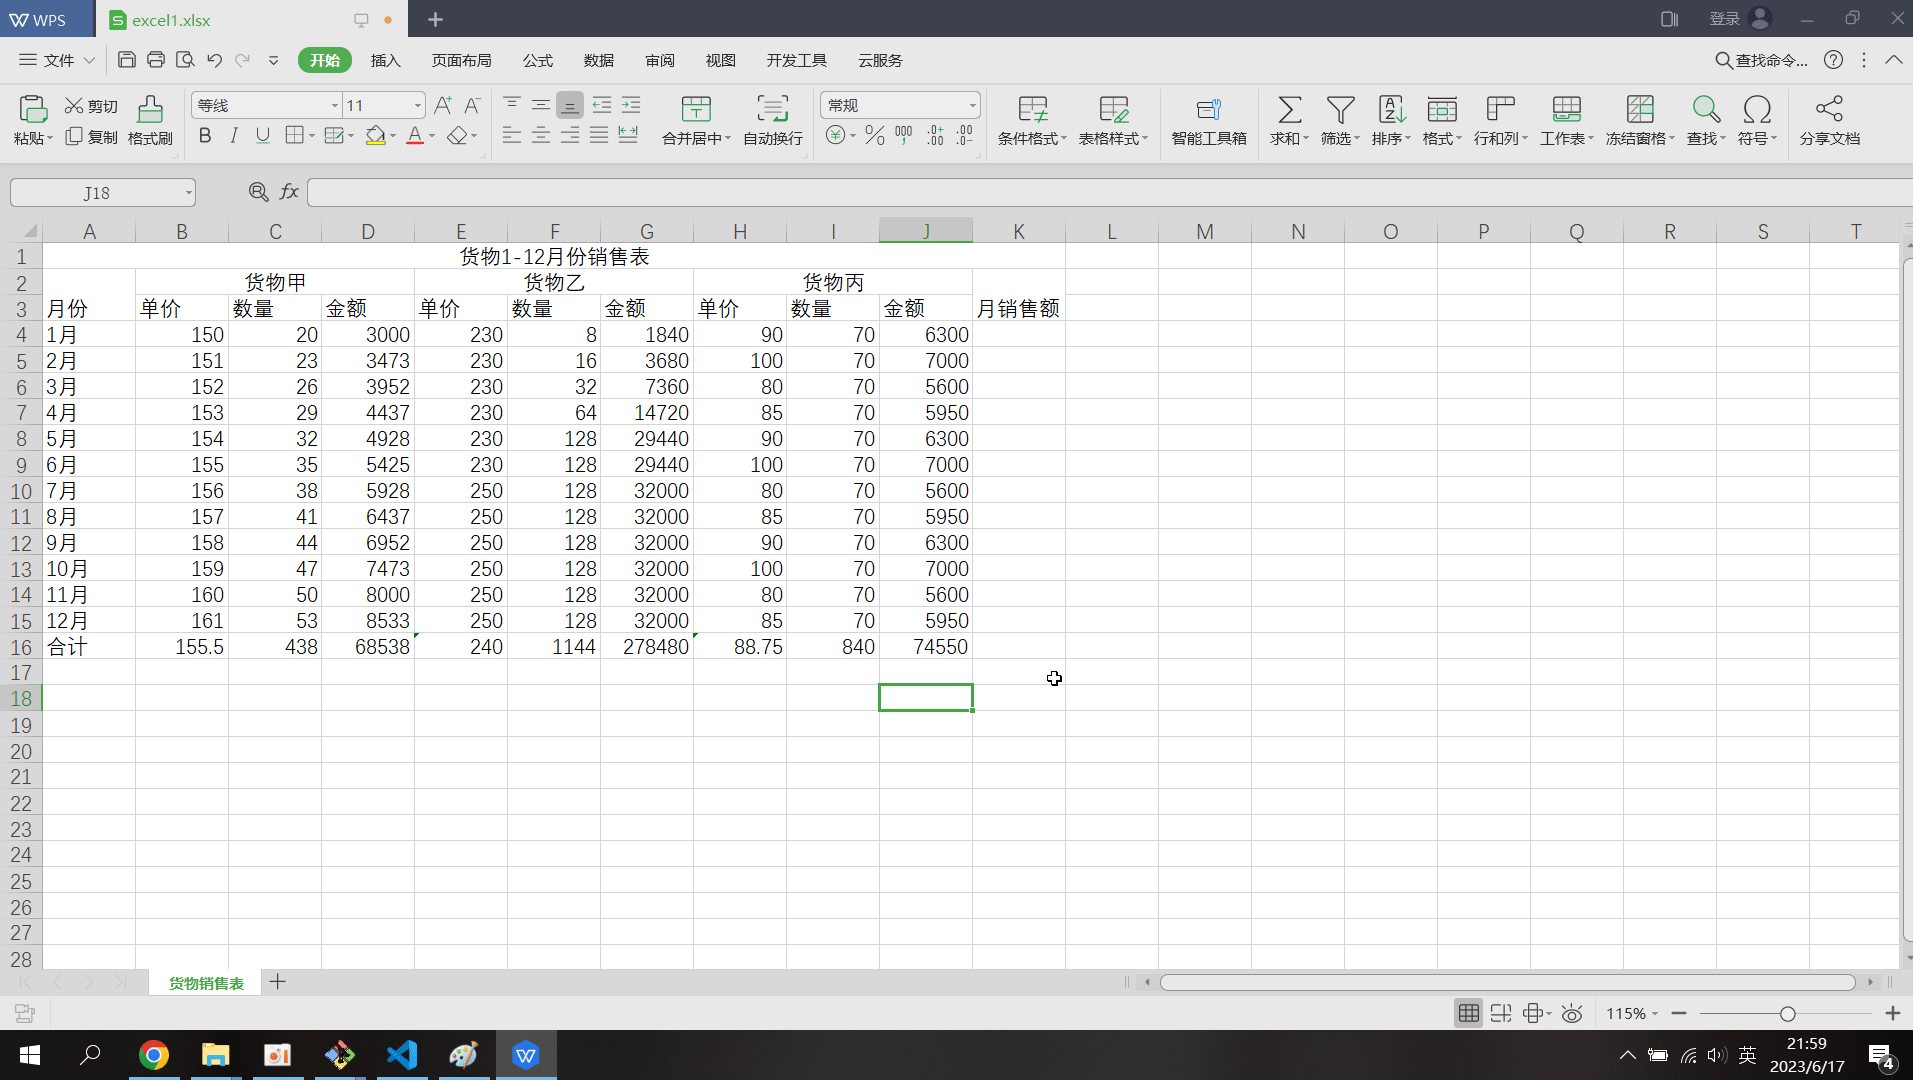 WPS excel1.xlsx 登录
文件 开始 插入 页面布局 公式 数据 审阅 视图 开发工具 云服务 查找命令...
粘贴 剪切 复制 格式刷 等线 11 合并居中 自动换行 常规 条件格式 表格样式 智能工具箱 求和 筛选 排序 格式 行和列 工作表 冻结窗格 查找 符号 分享文档
J18 fx
A B C D E F G H I J K L M N O P Q R S T
1 货物1-12月份销售表
2 货物甲 货物乙 货物丙
3 月份 单价 数量 金额 单价 数量 金额 单价 数量 金额 月销售额
4 1月 150 20 3000 230 8 1840 90 70 6300
5 2月 151 23 3473 230 16 3680 100 70 7000
6 3月 152 26 3952 230 32 7360 80 70 5600
7 4月 153 29 4437 230 64 14720 85 70 5950
8 5月 154 32 4928 230 128 29440 90 70 6300
9 6月 155 35 5425 230 128 29440 100 70 7000
10 7月 156 38 5928 250 128 32000 80 70 5600
11 8月 157 41 6437 250 128 32000 85 70 5950
12 9月 158 44 6952 250 128 32000 90 70 6300
13 10月 159 47 7473 250 128 32000 100 70 7000
14 11月 160 50 8000 250 128 32000 80 70 5600
15 12月 161 53 8533 250 128 32000 85 70 5950
16 合计 155.5 438 68538 240 1144 278480 88.75 840 74550
17
18
19
20
21
22
23
24
25
26
27
28
货物销售表
115%
英 21:59
2023/6/17 4